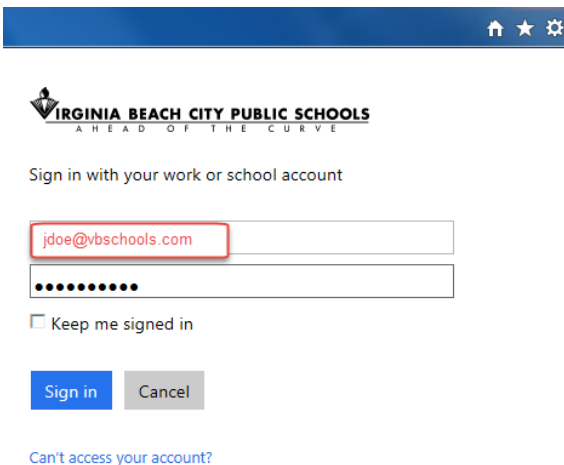 VIRGINIA BEACH CITY PUBLIC SCHOOLS
AHEAD OF THE CURVE
Sign in with your work or school account
jdoe@vbschools.com
••••••••••
Keep me signed in
Sign in Cancel
Can't access your account?